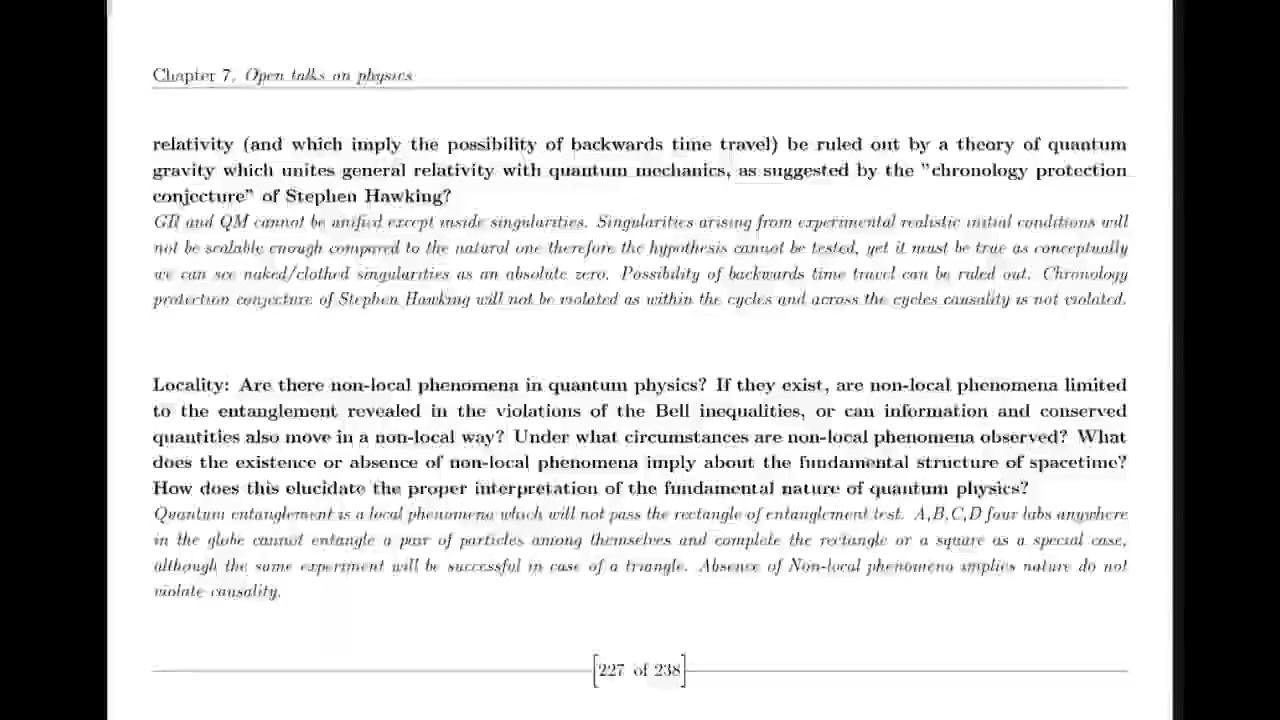 Chapter 7. Open talks on physics
relativity (and which imply the possibility of backwards time travel) be ruled out by a theory of quantum
gravity which unites general relativity with quantum mechanics, as suggested by the "chronology protection
conjecture" of Stephen Hawking?
GR and QM cannot be unified except inside singularities. Singularities arising from experimental realistic initial conditions will
not be scalable enough compared to the natural one therefore the hypothesis cannot be tested, yet it must be true as conceptually
we can see naked/clothed singularities as an absolute zero. Possibility of backwards time travel can be ruled out. Chronology
protection conjecture of Stephen Hawking will not be violated as within the cycles and across the cycles causality is not violated.
Locality: Are there non-local phenomena in quantum physics? If they exist, are non-local phenomena limited
to the entanglement revealed in the violations of the Bell inequalities, or can information and conserved
quantities also move in a non-local way? Under what circumstances are non-local phenomena observed? What
does the existence or absence of non-local phenomena imply about the fundamental structure of spacetime?
How does this elucidate the proper interpretation of the fundamental nature of quantum physics?
Quantum entanglement is a local phenomena which will not pass the rectangle of entanglement test. A,B,C,D four labs anywhere
in the globe cannot entangle a pair of particles among themselves and complete the rectangle or a square as a special case,
although the same experiment will be successful in case of a triangle. Absence of Non-local phenomena implies nature do not
violate causality.
227 of 238